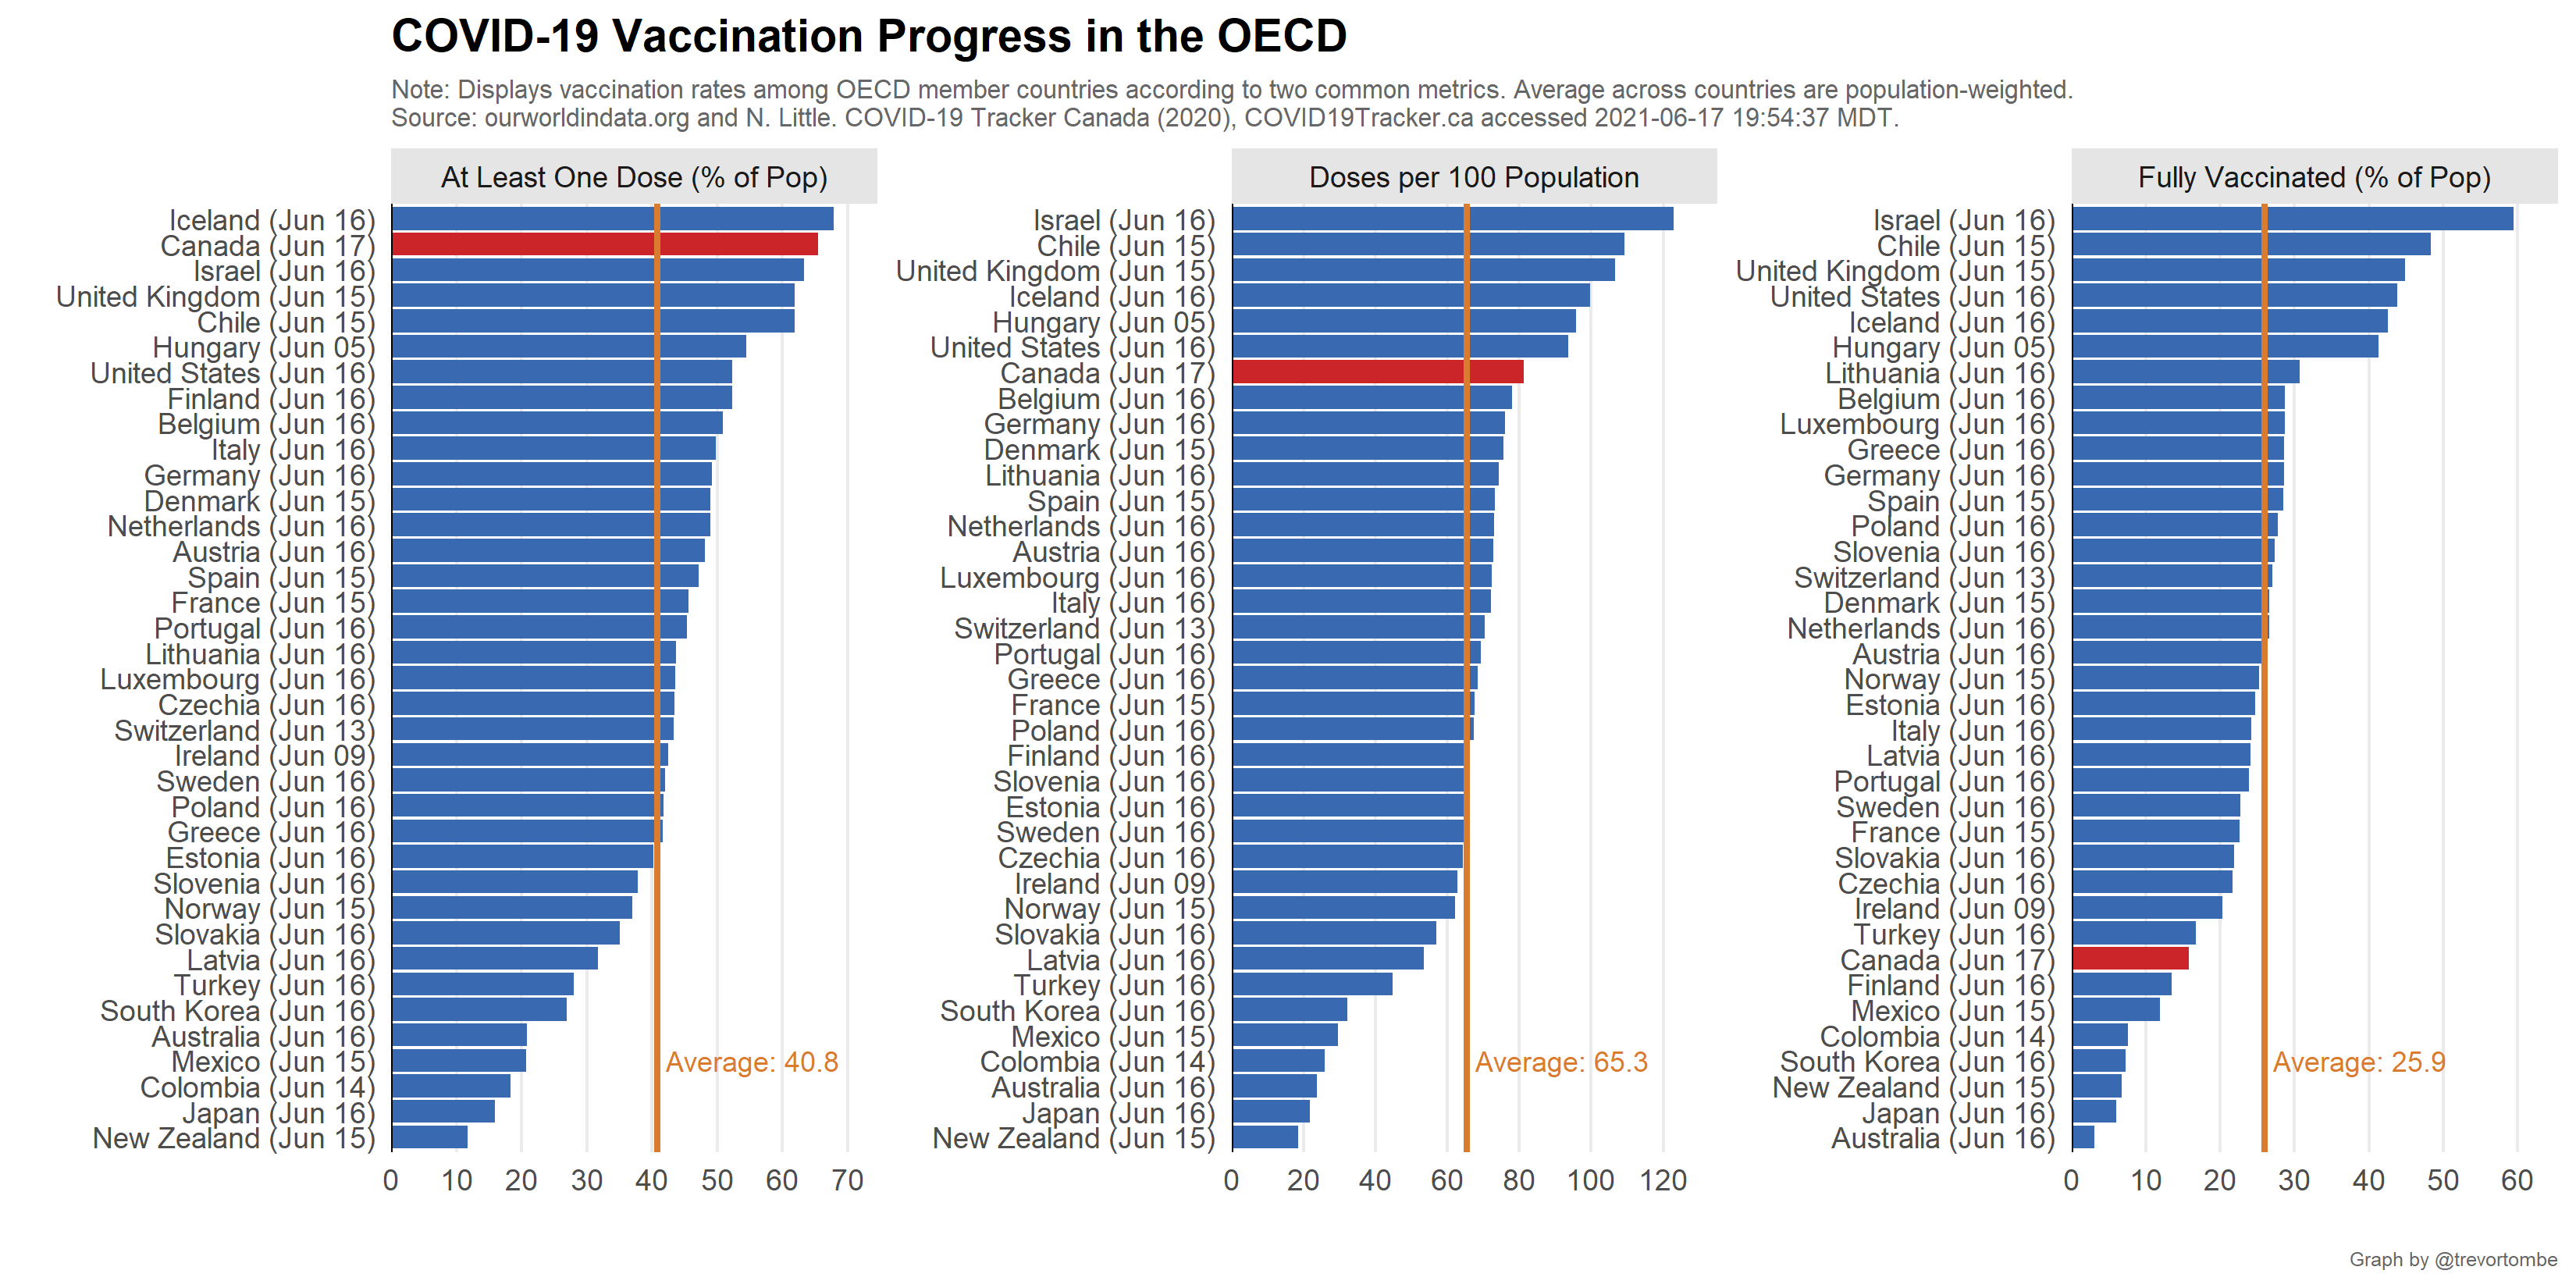 COVID-19 Vaccination Progress in the OECD
Note: Displays vaccination rates among OECD member countries according to two common metrics. Average across countries are population-weighted.
Source: ourworldindata.org and N. Little. COVID-19 Tracker Canada (2020), COVID19Tracker.ca accessed 2021-06-17 19:54:37 MDT.
At Least One Dose (% of Pop)
Iceland (Jun 16)
Canada (Jun 17)
Israel (Jun 16)
United Kingdom (Jun 15)
Chile (Jun 15)
Hungary (Jun 05)
United States (Jun 16)
Finland (Jun 16)
Belgium (Jun 16)
Italy (Jun 16)
Germany (Jun 16)
Denmark (Jun 15)
Netherlands (Jun 16)
Austria (Jun 16)
Spain (Jun 15)
France (Jun 15)
Portugal (Jun 16)
Lithuania (Jun 16)
Luxembourg (Jun 16)
Czechia (Jun 16)
Switzerland (Jun 13)
Ireland (Jun 09)
Sweden (Jun 16)
Poland (Jun 16)
Greece (Jun 16)
Estonia (Jun 16)
Slovenia (Jun 16)
Norway (Jun 15)
Slovakia (Jun 16)
Latvia (Jun 16)
Turkey (Jun 16)
South Korea (Jun 16)
Australia (Jun 16)
Mexico (Jun 15)
Colombia (Jun 14)
Japan (Jun 16)
New Zealand (Jun 15)
Average: 40.8
0 10 20 30 40 50 60 70
Doses per 100 Population
Israel (Jun 16)
Chile (Jun 15)
United Kingdom (Jun 15)
Iceland (Jun 16)
Hungary (Jun 05)
United States (Jun 16)
Canada (Jun 17)
Belgium (Jun 16)
Germany (Jun 16)
Denmark (Jun 15)
Lithuania (Jun 16)
Spain (Jun 15)
Netherlands (Jun 16)
Austria (Jun 16)
Luxembourg (Jun 16)
Italy (Jun 16)
Switzerland (Jun 13)
Portugal (Jun 16)
Greece (Jun 16)
France (Jun 15)
Poland (Jun 16)
Finland (Jun 16)
Slovenia (Jun 16)
Estonia (Jun 16)
Sweden (Jun 16)
Czechia (Jun 16)
Ireland (Jun 09)
Norway (Jun 15)
Slovakia (Jun 16)
Latvia (Jun 16)
Turkey (Jun 16)
South Korea (Jun 16)
Mexico (Jun 15)
Colombia (Jun 14)
Australia (Jun 16)
Japan (Jun 16)
New Zealand (Jun 15)
Average: 65.3
0 20 40 60 80 100 120
Fully Vaccinated (% of Pop)
Israel (Jun 16)
Chile (Jun 15)
United Kingdom (Jun 15)
United States (Jun 16)
Iceland (Jun 16)
Hungary (Jun 05)
Lithuania (Jun 16)
Belgium (Jun 16)
Luxembourg (Jun 16)
Greece (Jun 16)
Germany (Jun 16)
Spain (Jun 15)
Poland (Jun 16)
Slovenia (Jun 16)
Switzerland (Jun 13)
Denmark (Jun 15)
Netherlands (Jun 16)
Austria (Jun 16)
Norway (Jun 15)
Estonia (Jun 16)
Italy (Jun 16)
Latvia (Jun 16)
Portugal (Jun 16)
Sweden (Jun 16)
France (Jun 15)
Slovakia (Jun 16)
Czechia (Jun 16)
Ireland (Jun 09)
Turkey (Jun 16)
Canada (Jun 17)
Finland (Jun 16)
Mexico (Jun 15)
Colombia (Jun 14)
South Korea (Jun 16)
New Zealand (Jun 15)
Japan (Jun 16)
Australia (Jun 16)
Average: 25.9
0 10 20 30 40 50 60
Graph by @trevortombe